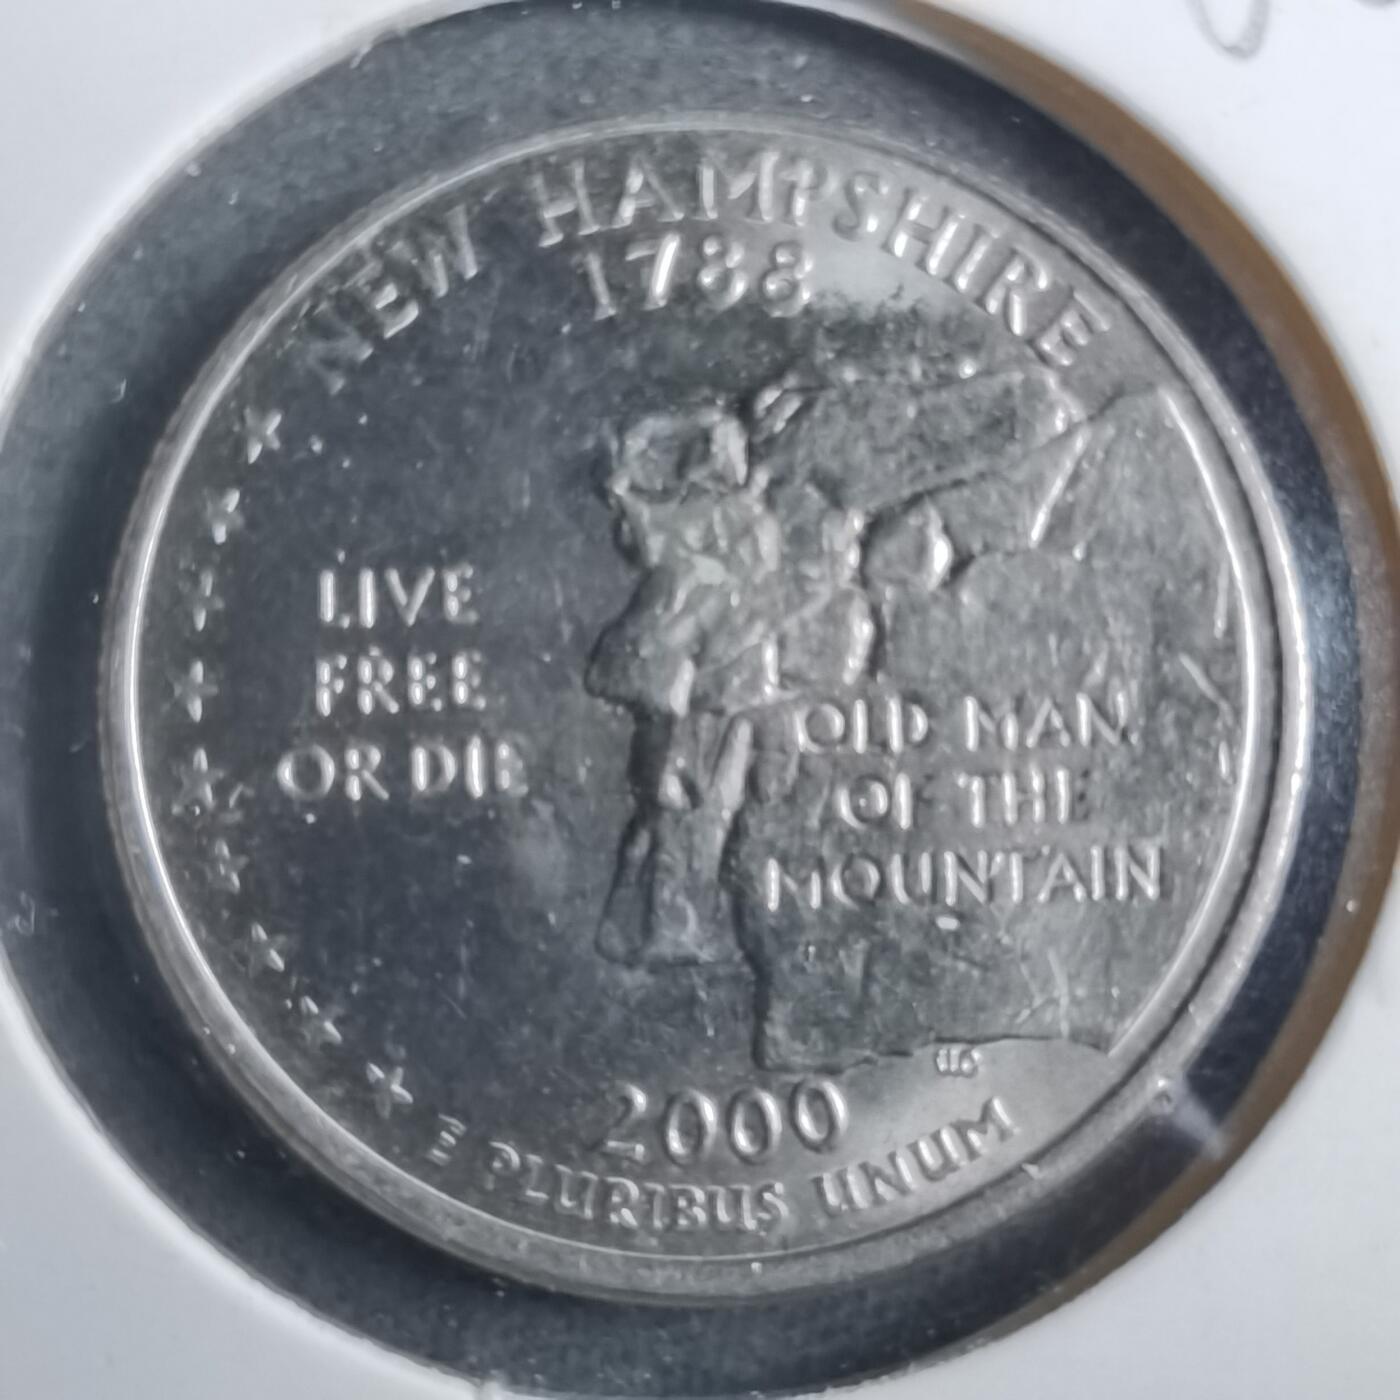 NEW HAMPSHIRE
1788
LIVE
FREE
OR DIE
OLD MAN
OF THE
MOUNTAIN
2000
E PLURIBUS UNUM